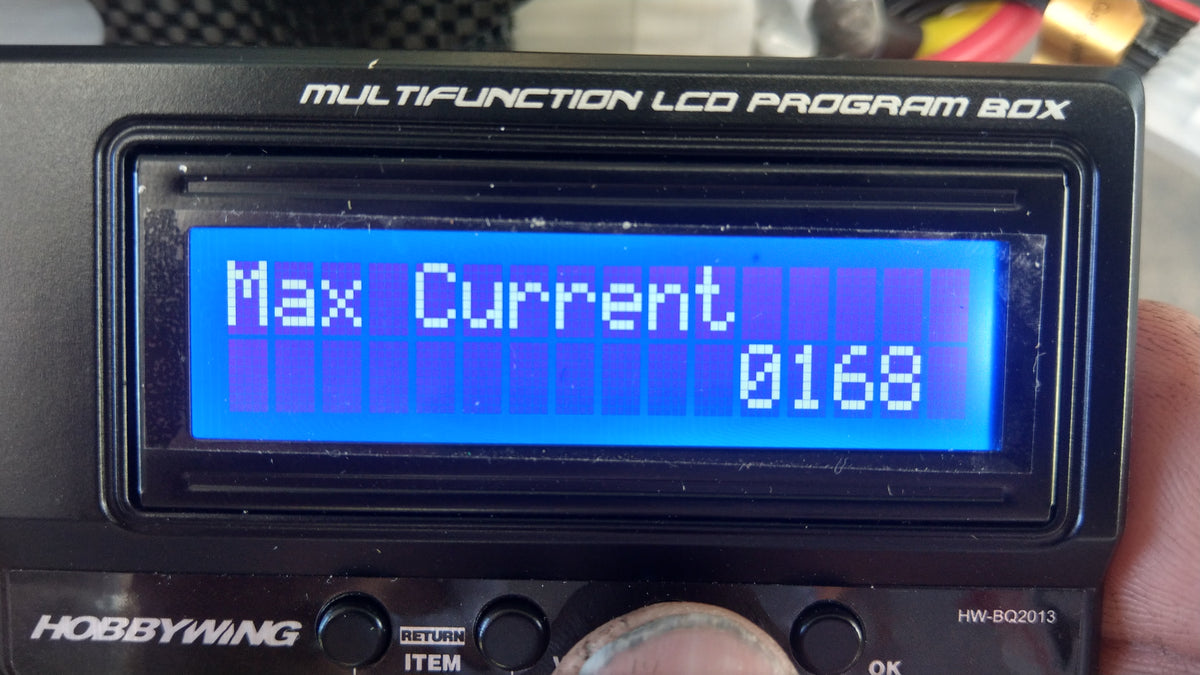 MULTIFUNCTION LCD PROGRAM BOX
Max Current
0168
HOBBYWING
RETURN
ITEM
OK
HW-BQ2013